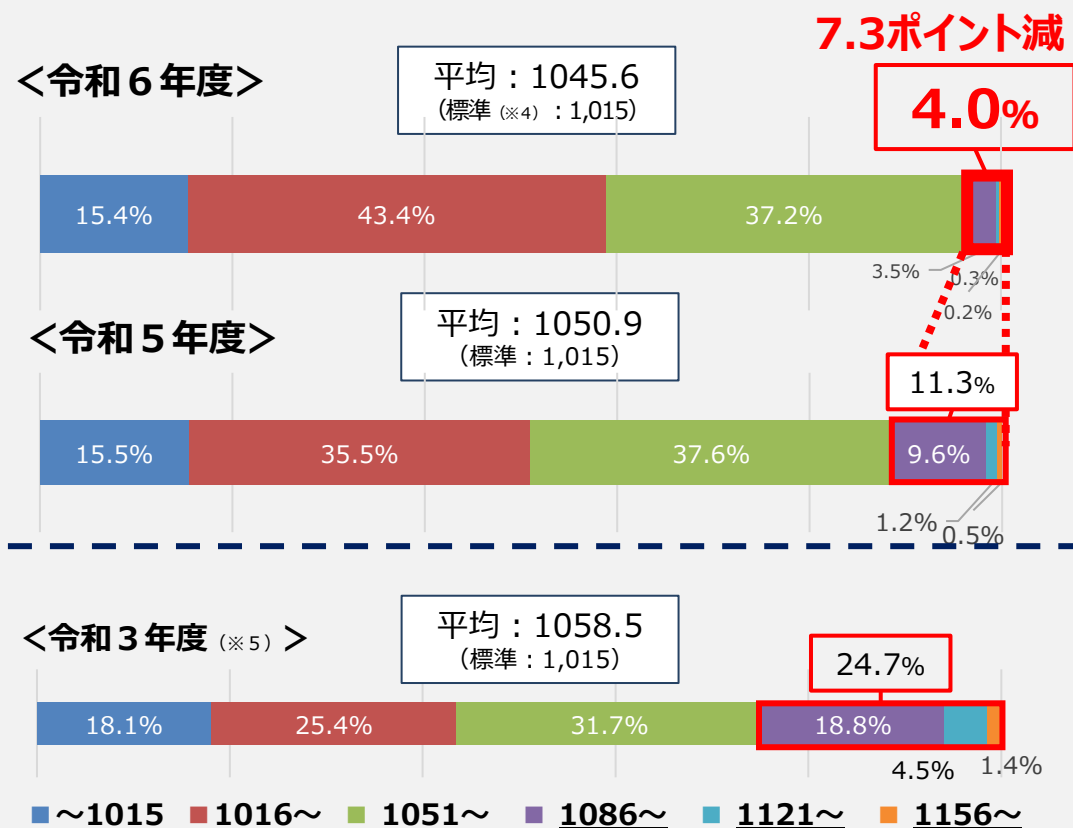 7.3ポイント減
＜令和６年度＞
平均：1045.6
（標準（※４）：1,015）
4.0%
15.4%
43.4%
37.2%
3.5%
0.3%
0.2%
＜令和５年度＞
平均：1050.9
（標準：1,015）
11.3%
15.5%
35.5%
37.6%
9.6%
1.2%
0.5%
＜令和３年度（※５）＞
平均：1058.5
（標準：1,015）
24.7%
18.1%
25.4%
31.7%
18.8%
4.5%
1.4%
～1015 1016～ 1051～ 1086～ 1121～ 1156～